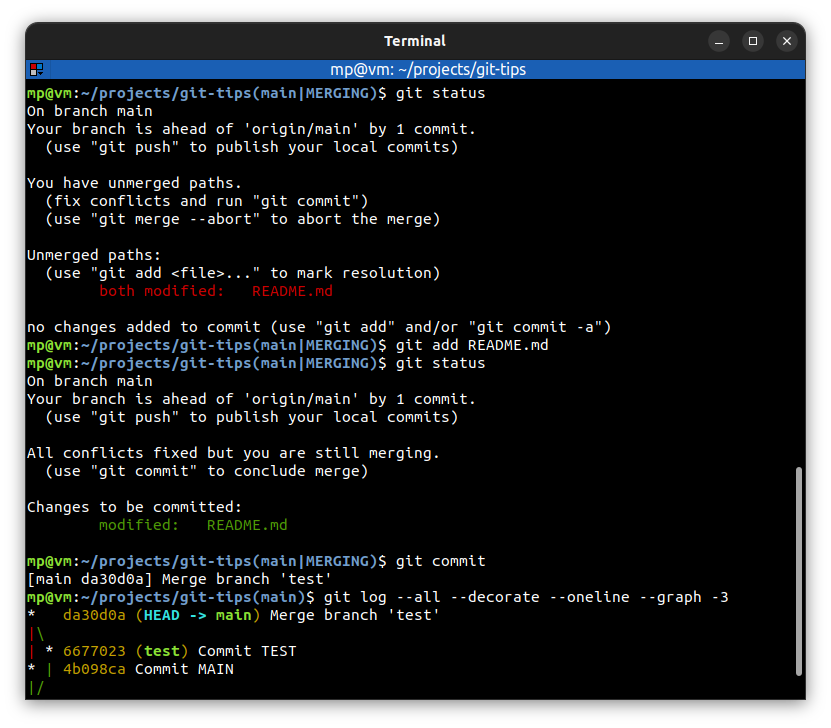 Terminal
mp@vm: ~/projects/git-tips
mp@vm:~/projects/git-tips(main|MERGING)$ git status
On branch main
Your branch is ahead of 'origin/main' by 1 commit.
  (use "git push" to publish your local commits)

You have unmerged paths.
  (fix conflicts and run "git commit")
  (use "git merge --abort" to abort the merge)

Unmerged paths:
  (use "git add <file>..." to mark resolution)
        both modified:   README.md

no changes added to commit (use "git add" and/or "git commit -a")
mp@vm:~/projects/git-tips(main|MERGING)$ git add README.md
mp@vm:~/projects/git-tips(main|MERGING)$ git status
On branch main
Your branch is ahead of 'origin/main' by 1 commit.
  (use "git push" to publish your local commits)

All conflicts fixed but you are still merging.
  (use "git commit" to conclude merge)

Changes to be committed:
        modified:   README.md

mp@vm:~/projects/git-tips(main|MERGING)$ git commit
[main da30d0a] Merge branch 'test'
mp@vm:~/projects/git-tips(main)$ git log --all --decorate --oneline --graph -3
*   da30d0a (HEAD -> main) Merge branch 'test'
|\
| * 6677023 (test) Commit TEST
* | 4b098ca Commit MAIN
|/